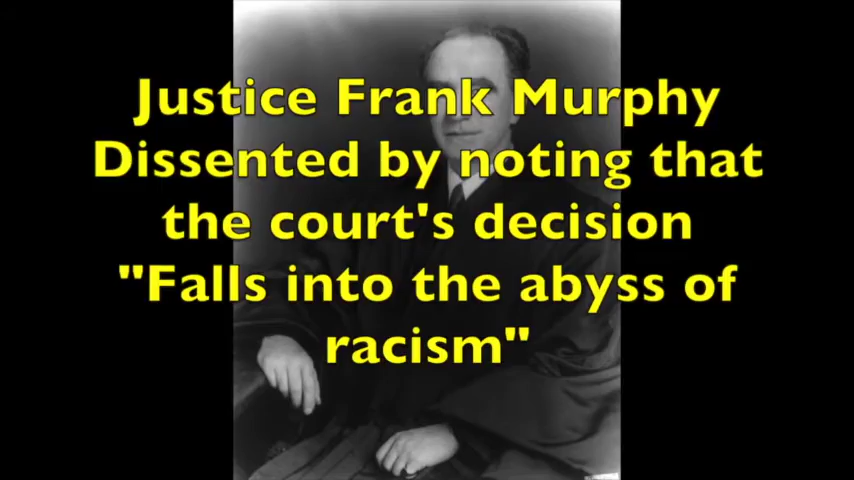 Justice Frank Murphy
Dissented by noting that
the court's decision
"Falls into the abyss of
racism"